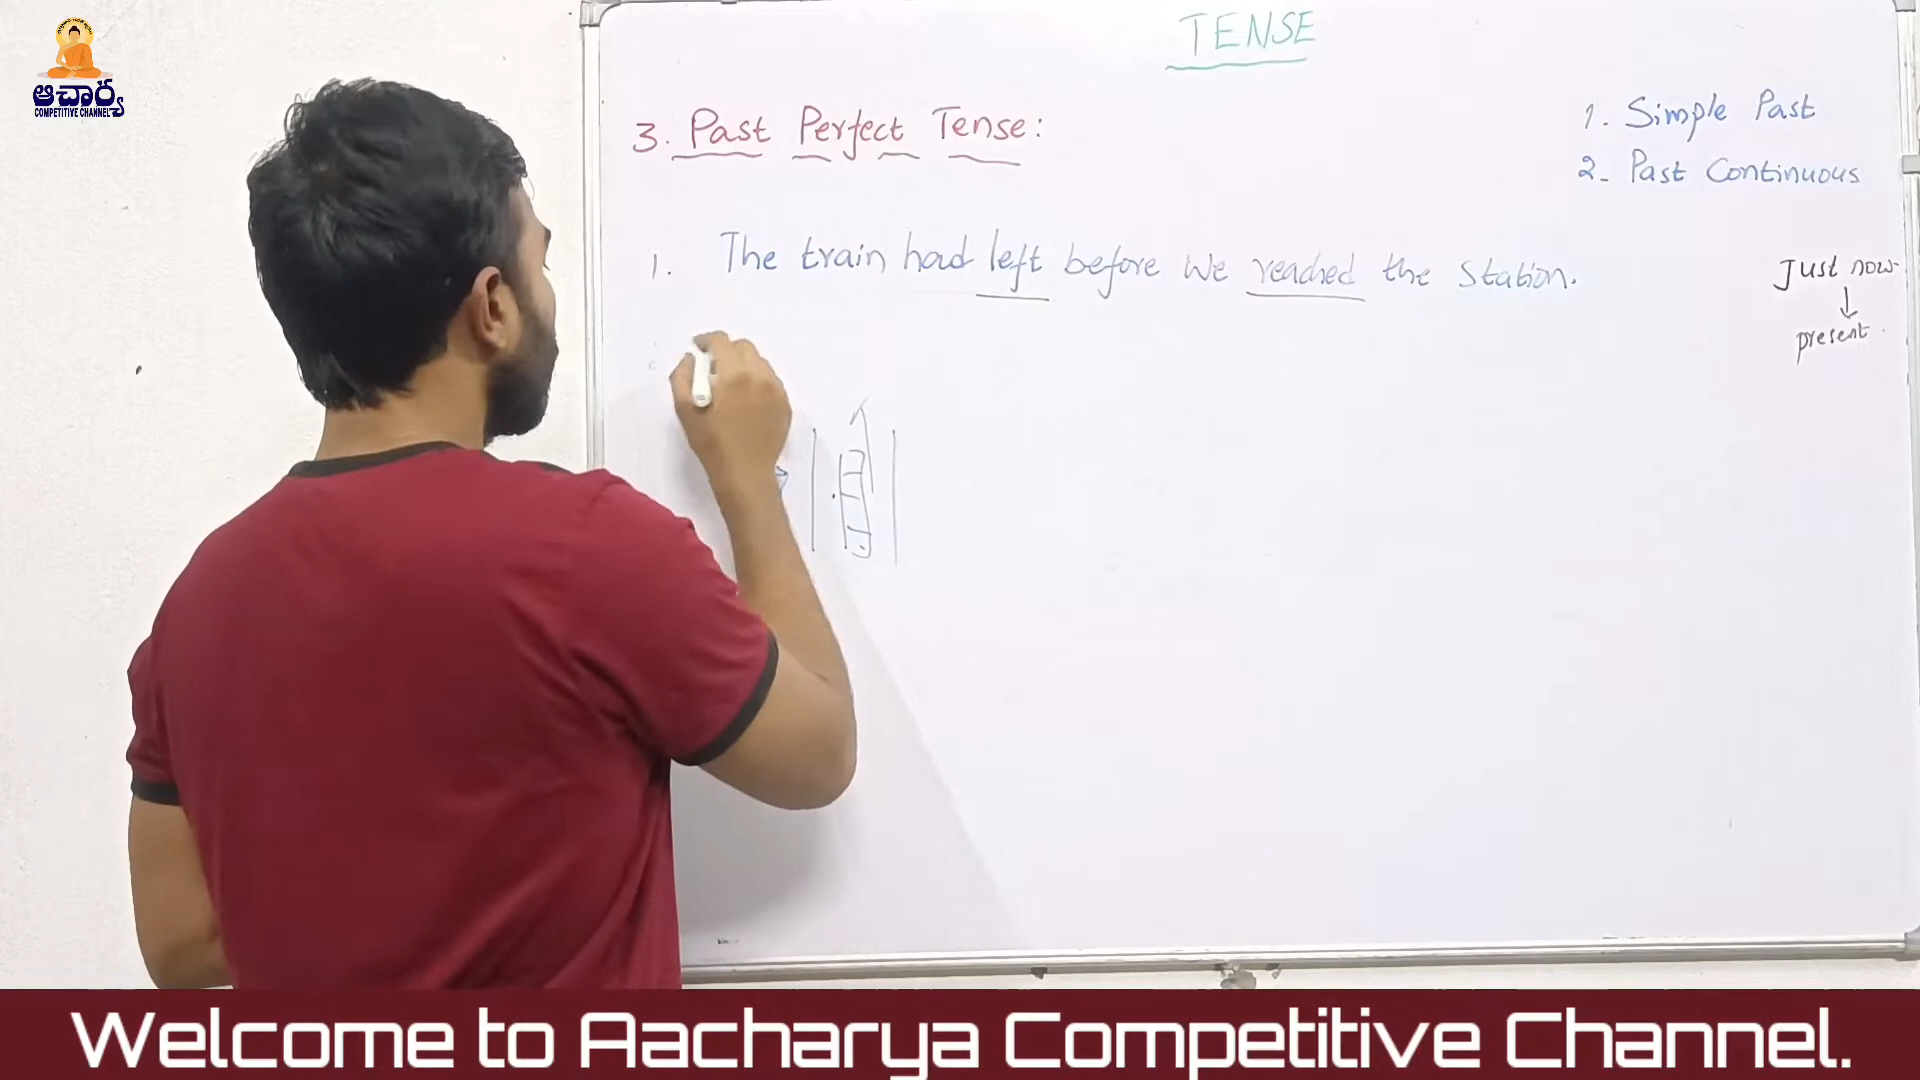 ఆచార్య
COMPETITIVE CHANNEL
TENSE
3. Past Perfect Tense:
1. Simple Past
2. Past Continuous
1. The train had left before we reached the station.
Just now
present.
Welcome to Aacharya Competitive Channel.